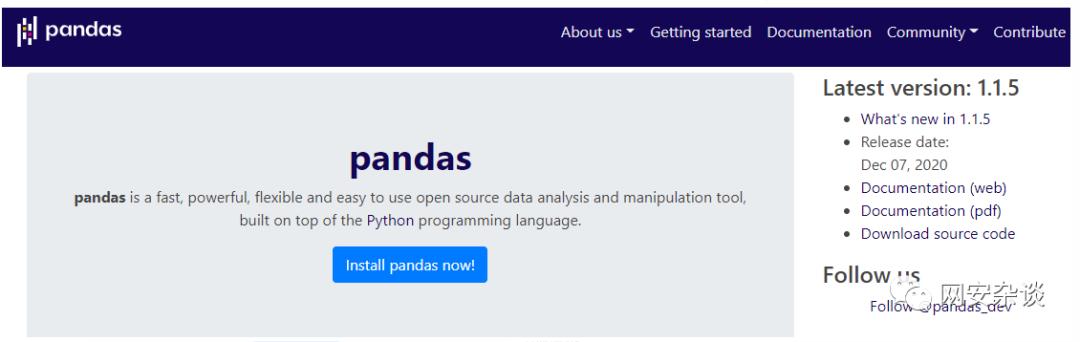 pandas
About us Getting started Documentation Community Contribute
pandas
pandas is a fast, powerful, flexible and easy to use open source data analysis and manipulation tool,
built on top of the Python programming language.
Install pandas now!
Latest version: 1.1.5
What's new in 1.1.5
Release date:
Dec 07, 2020
Documentation (web)
Documentation (pdf)
Download source code
Follow us
网安杂谈
Follow @pandas_dev